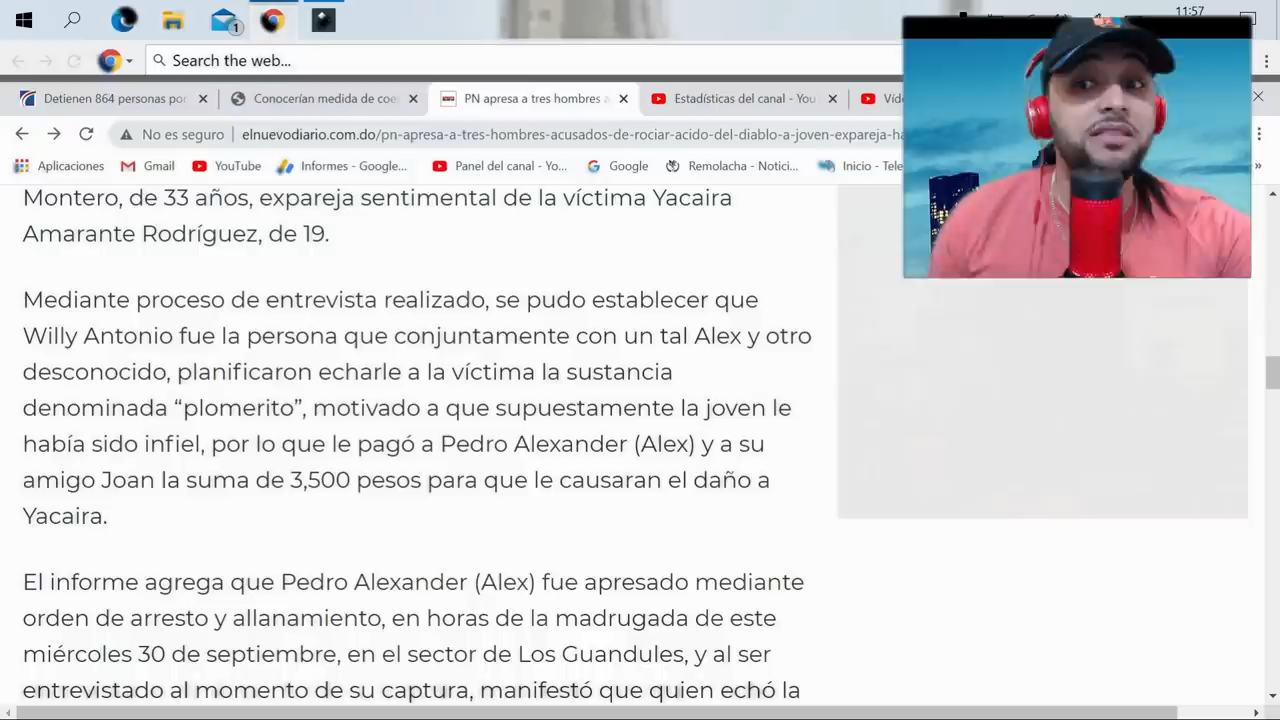 1
11:57
Search the web...
Detienen 864 personas por
Conocerían medida de coe
PN apresa a tres hombres a
Estadísticas del canal - You
Víd
No es seguro
elnuevodiario.com.do/pn-apresa-a-tres-hombres-acusados-de-rociar-acido-del-diablo-a-joven-expareja-ha
Aplicaciones
Gmail
YouTube
Informes - Google...
Panel del canal - Yo...
Google
Remolacha - Notici...
Inicio - Tele
»
Montero, de 33 años, expareja sentimental de la víctima Yacaira
Amarante Rodríguez, de 19.
Mediante proceso de entrevista realizado, se pudo establecer que
Willy Antonio fue la persona que conjuntamente con un tal Alex y otro
desconocido, planificaron echarle a la víctima la sustancia
denominada “plomerito”, motivado a que supuestamente la joven le
había sido infiel, por lo que le pagó a Pedro Alexander (Alex) y a su
amigo Joan la suma de 3,500 pesos para que le causaran el daño a
Yacaira.
El informe agrega que Pedro Alexander (Alex) fue apresado mediante
orden de arresto y allanamiento, en horas de la madrugada de este
miércoles 30 de septiembre, en el sector de Los Guandules, y al ser
entrevistado al momento de su captura, manifestó que quien echó la